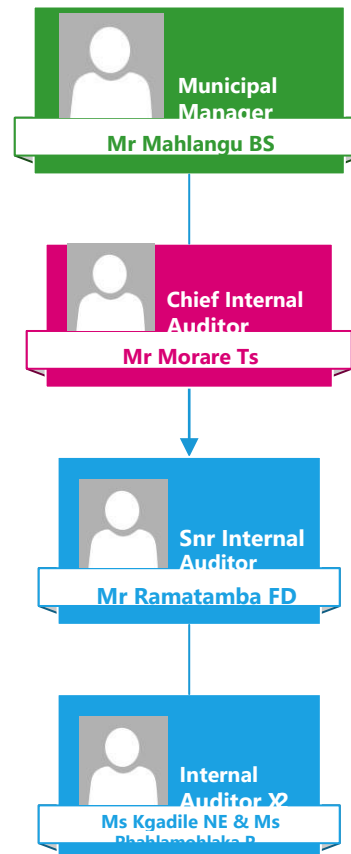 Municipal
Manager
Mr Mahlangu BS
Chief Internal
Auditor
Mr Morare Ts
Snr Internal
Auditor
Mr Ramatamba FD
Internal
Auditor X2
Ms Kgadile NE & Ms
Phahlamohlaka